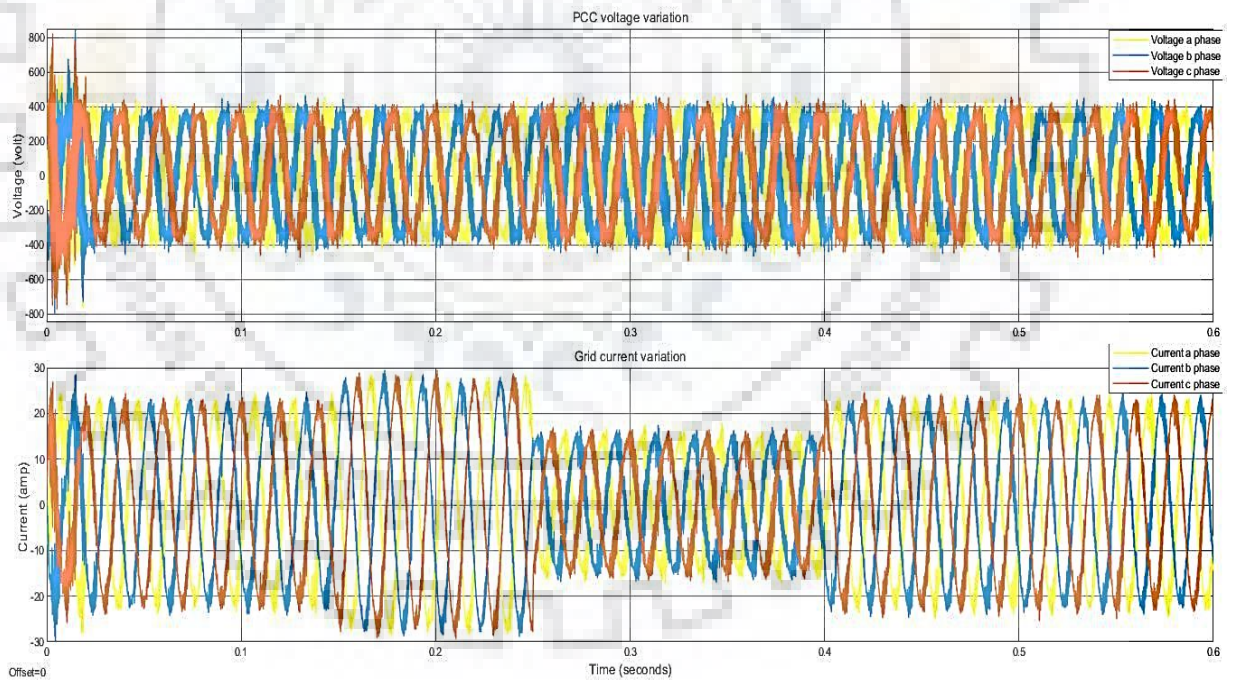 PCC voltage variation
Voltage (volt)
800
600
400
200
0
-200
-400
-600
-800
0 0.1 0.2 0.3 0.4 0.5 0.6
Voltage a phase
Voltage b phase
Voltage c phase
Grid current variation
Current (amp)
30
20
10
0
-10
-20
-30
0 0.1 0.2 0.3 0.4 0.5 0.6
Current a phase
Current b phase
Current c phase
Time (seconds)
Offset=0